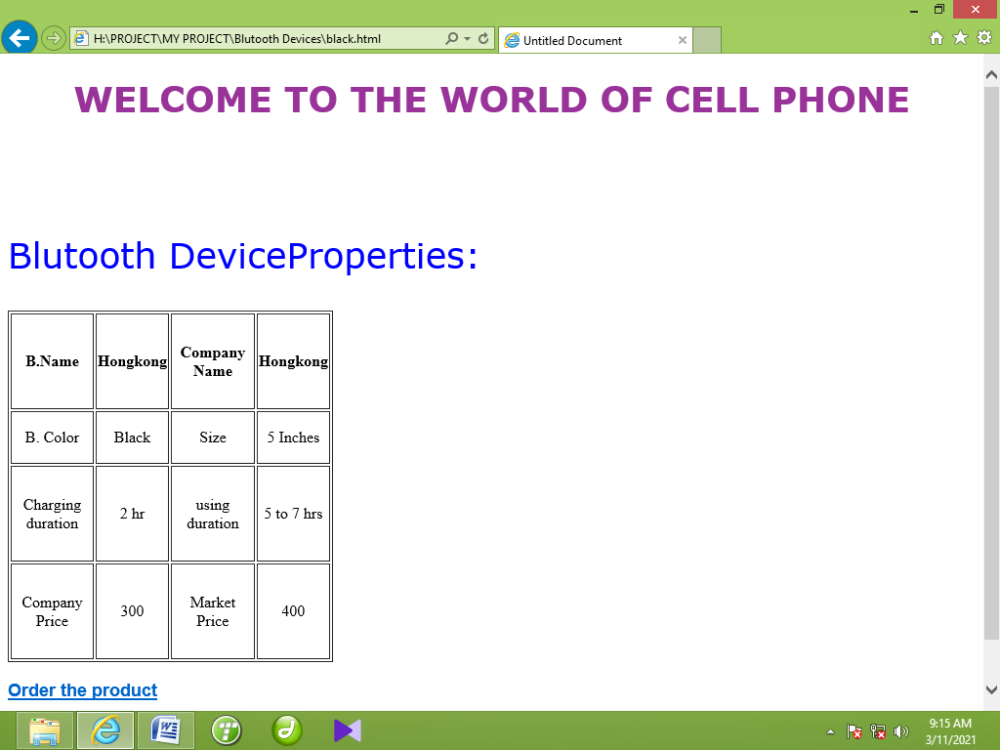 H:\PROJECT\MY PROJECT\Blutooth Devices\black.html
Untitled Document
WELCOME TO THE WORLD OF CELL PHONE
Blutooth DeviceProperties:
B.Name Hongkong Company Name Hongkong
B. Color Black Size 5 Inches
Charging duration 2 hr using duration 5 to 7 hrs
Company Price 300 Market Price 400
Order the product
9:15 AM
3/11/2021